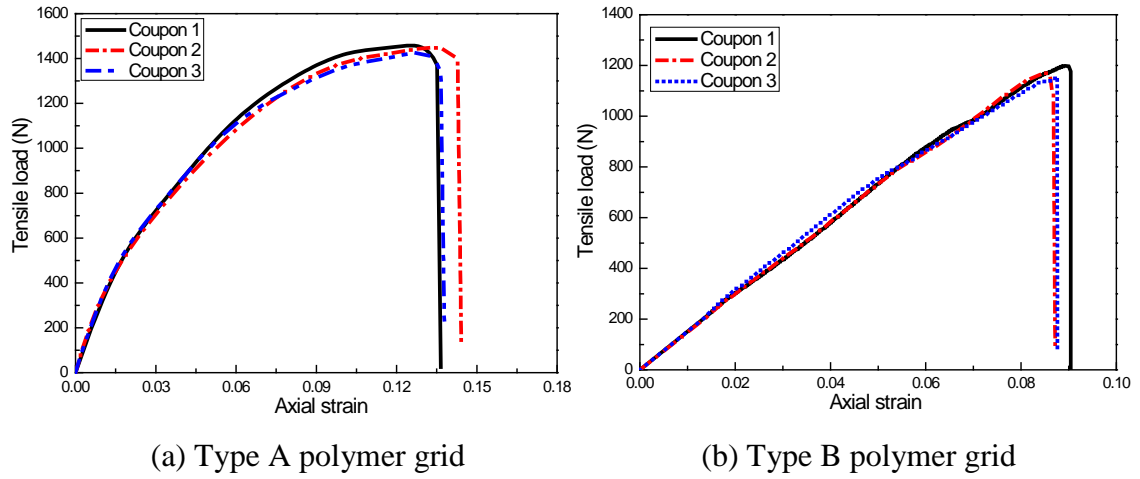 Coupon 1
Coupon 2
Coupon 3
Tensile load (N)
1600
1400
1200
1000
800
600
400
200
0
0.00 0.03 0.06 0.09 0.12 0.15 0.18
Axial strain
(a) Type A polymer grid
Coupon 1
Coupon 2
Coupon 3
Tensile load (N)
1400
1200
1000
800
600
400
200
0
0.00 0.02 0.04 0.06 0.08 0.10
Axial strain
(b) Type B polymer grid